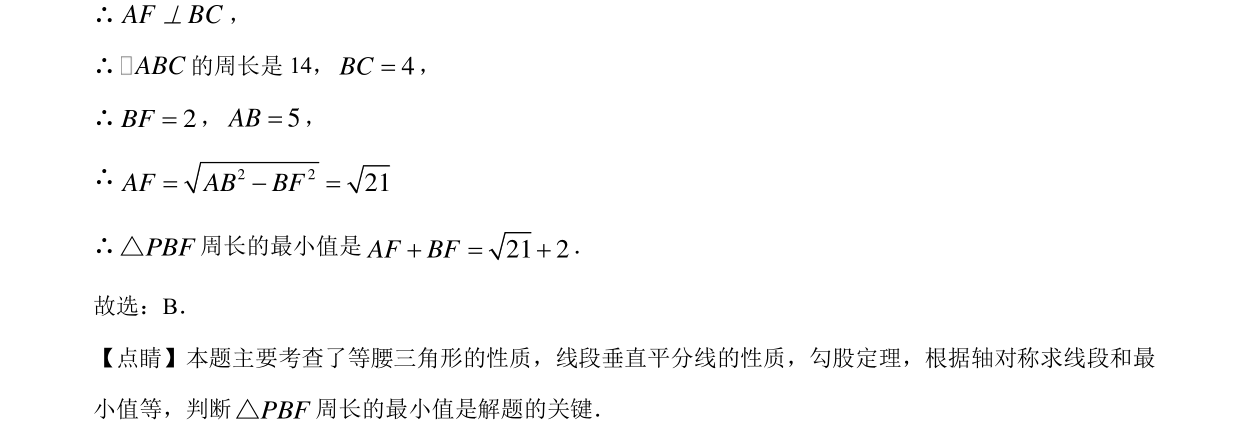 ∴ AF ⊥ BC，
∴ □ABC 的周长是 14， BC = 4，
∴ BF = 2， AB = 5，
∴ AF = √(AB² − BF²) = √21
∴ △PBF 周长的最小值是 AF + BF = √21 + 2．
故选：B．
【点睛】本题主要考查了等腰三角形的性质，线段垂直平分线的性质，勾股定理，根据轴对称求线段和最
小值等，判断 △PBF 周长的最小值是解题的关键．